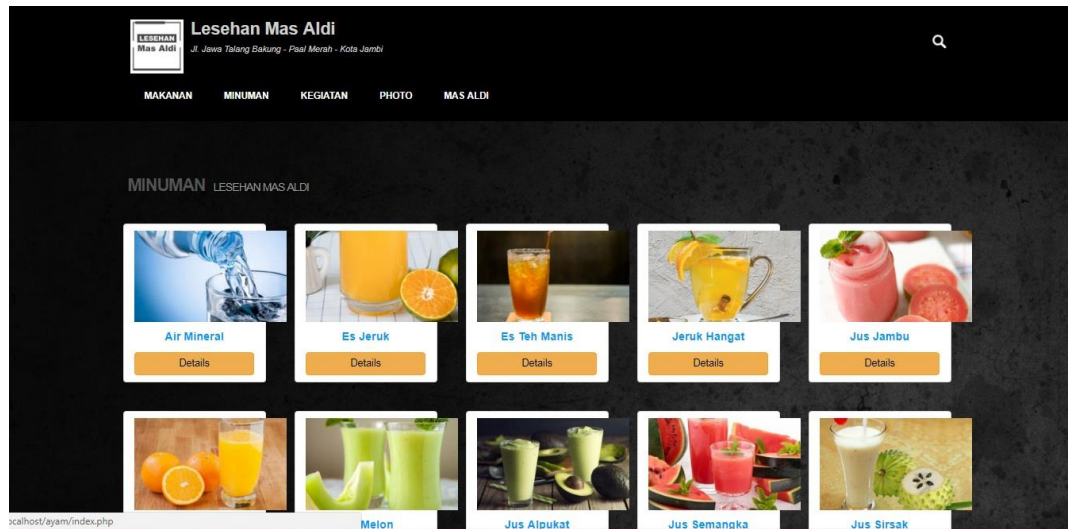 LESEHAN
Mas Aldi
Lesehan Mas Aldi
Jl. Jawa Talang Bakung - Paal Merah - Kota Jambi
MAKANAN MINUMAN KEGIATAN PHOTO MAS ALDI
MINUMAN LESEHAN MAS ALDI
Air Mineral Es Jeruk Es Teh Manis Jeruk Hangat Jus Jambu
Details Details Details Details Details
Melon Jus Alpukat Jus Semangka Jus Sirsak
ocalhost/ayam/index.php